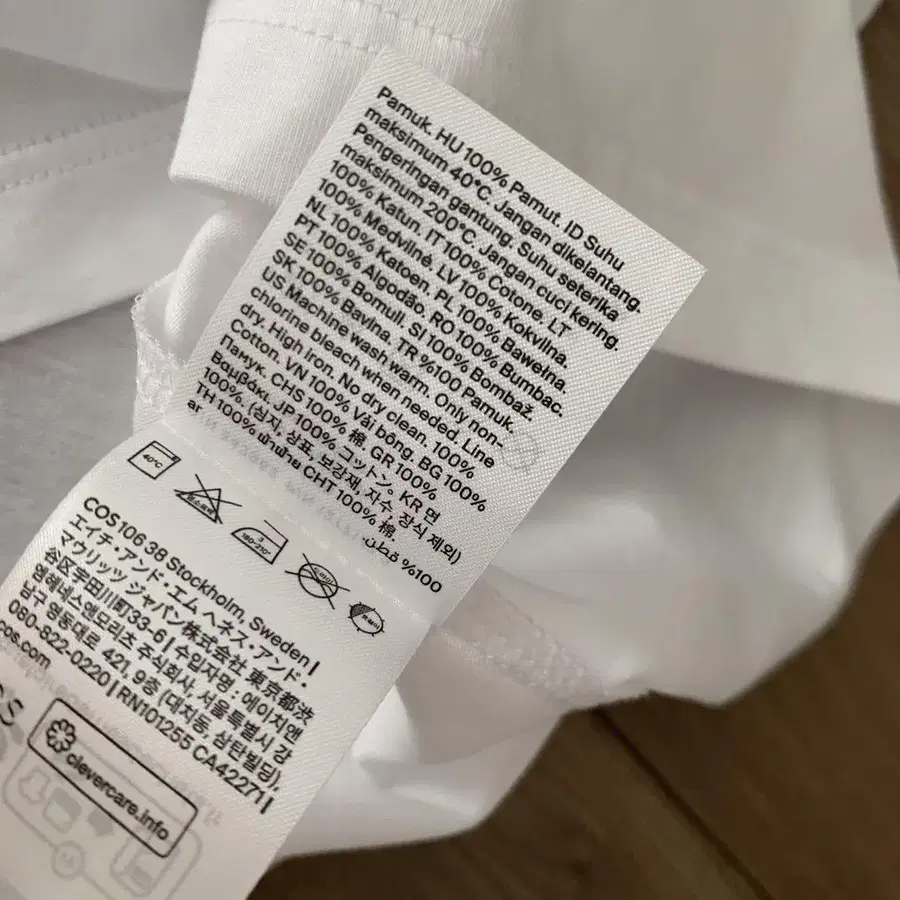 Pamuk. HU 100% Pamut. ID Suhu
maksimum 40°C. Jangan dikelantang.
Pengeringan gantung. Suhu seterika
maksimum 200°C. Jangan cuci kering.
100% Katun. IT 100% Cotone. LT
100% Medvilnė. LV 100% Kokvilna.
NL 100% Katoen. PL 100% Bawełna.
PT 100% Algodão. RO 100% Bumbac.
SE 100% Bomull. SI 100% Bombaž.
SK 100% Bavlna. TR %100 Pamuk.
US Machine wash warm. Only non-
chlorine bleach when needed. Line
dry. High iron. No dry clean. 100%
Cotton. VN 100% Vải bông. BG 100%
Памук. CHS 100% 棉. GR 100%
Βαμβάκι. JP 100% コットン。 KR 면
100%. (심지, 상표, 보강재, 자수, 장식 제외)
TH 100% ผ้าฝ้าย CHT 100% 棉。
ar 100% قطن.
40°C
3
180-210°
COS 106 38 Stockholm, Sweden |
エイチ・アンド・エム ヘネス・アンド・
マウリッツ ジャパン株式会社 東京都渋
谷区宇田川町33-6 | 수입자명 : 에이치앤
엠헤네스앤모리츠 주식회사, 서울특별시 강
남구 영동대로 421, 9층 (대치동, 삼탄빌딩),
080-822-0220 | RN101255 CA42271 |
cos.com
clevercare.info